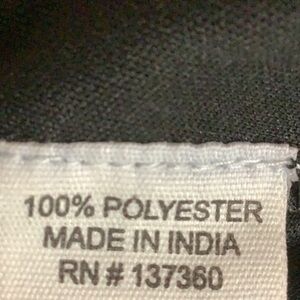 100% POLYESTER
MADE IN INDIA
RN # 137360